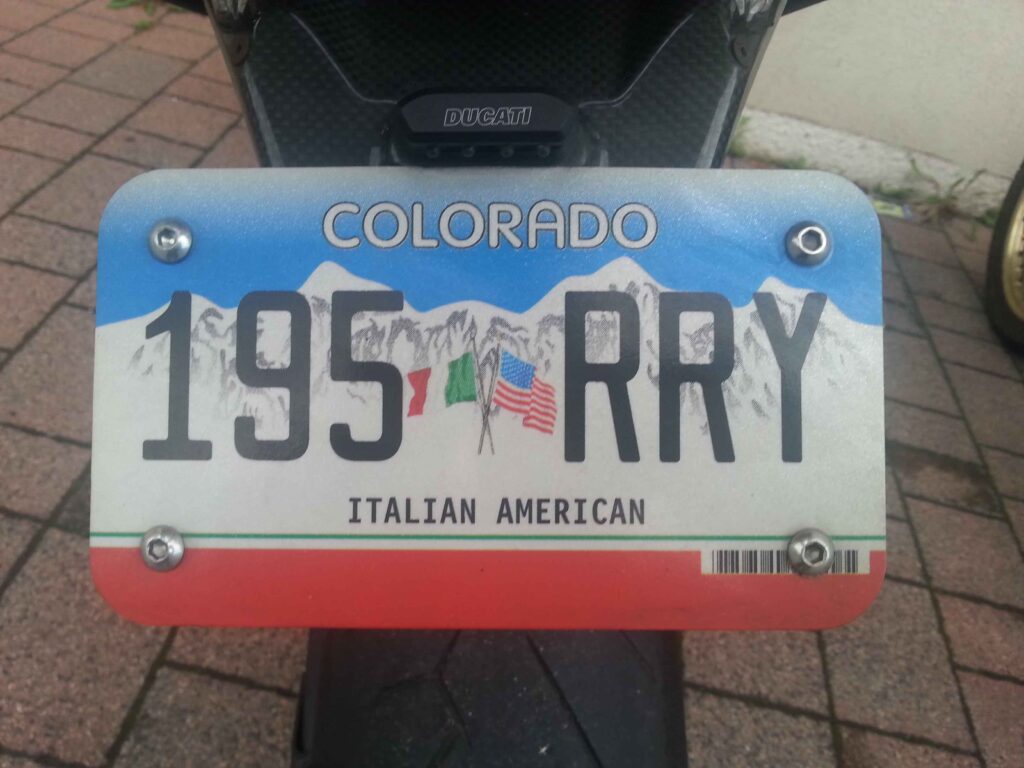 DUCATI
COLORADO
195 RRY
ITALIAN AMERICAN